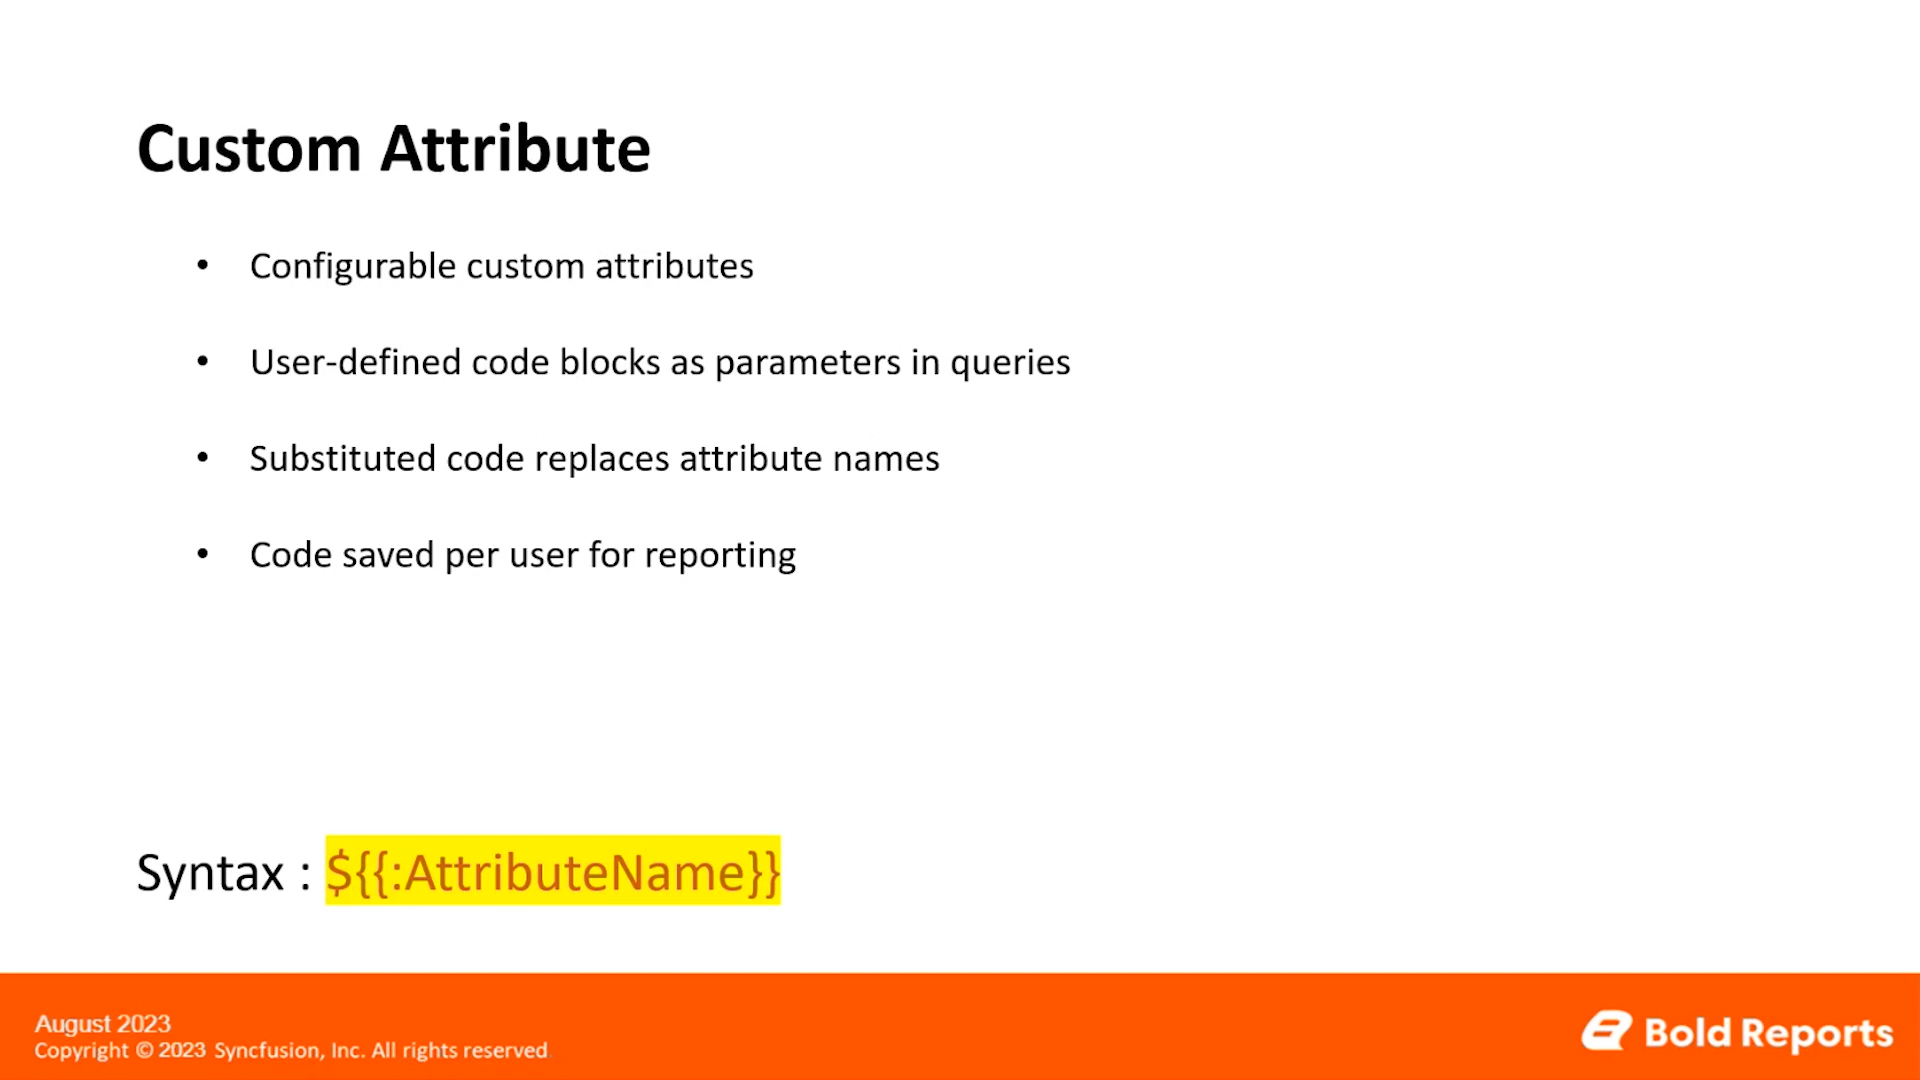 Custom Attribute
• Configurable custom attributes
• User-defined code blocks as parameters in queries
• Substituted code replaces attribute names
• Code saved per user for reporting
Syntax : ${{:AttributeName}}
August 2023
Copyright © 2023 Syncfusion, Inc. All rights reserved.
Bold Reports